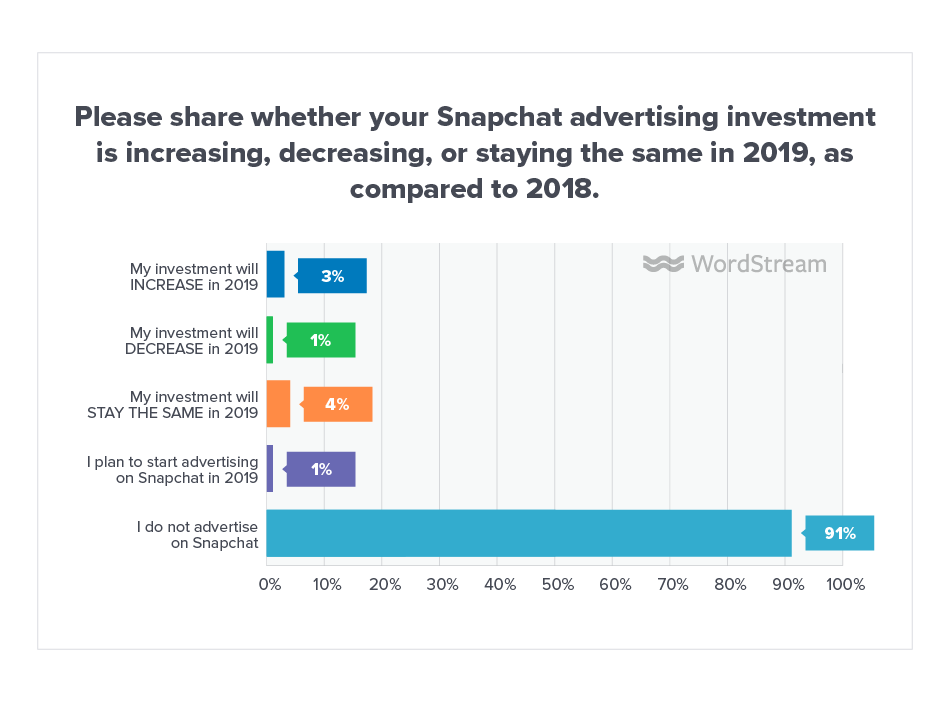 Please share whether your Snapchat advertising investment
is increasing, decreasing, or staying the same in 2019, as
compared to 2018.
WordStream
My investment will
INCREASE in 2019
3%
My investment will
DECREASE in 2019
1%
My investment will
STAY THE SAME in 2019
4%
I plan to start advertising
on Snapchat in 2019
1%
I do not advertise
on Snapchat
91%
0% 10% 20% 30% 40% 50% 60% 70% 80% 90% 100%